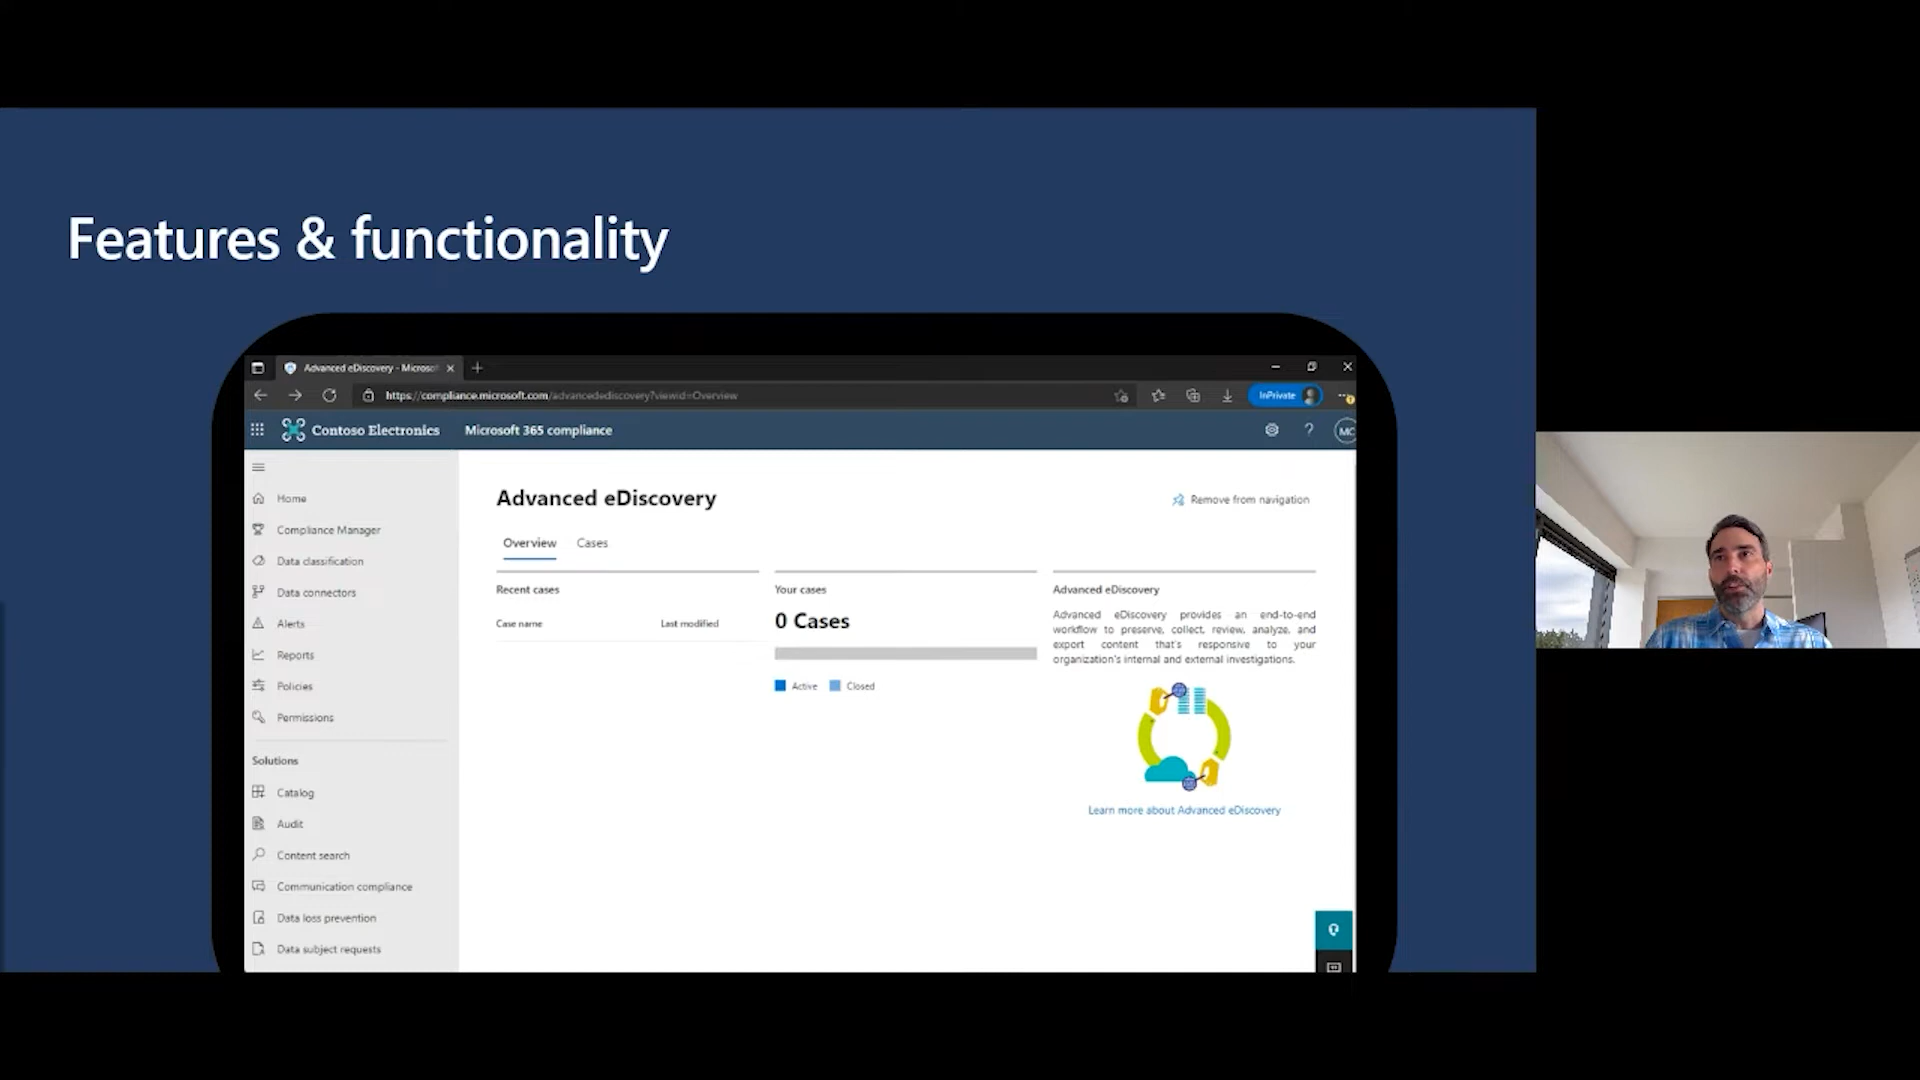 Features & functionality
Advanced eDiscovery - Microsof
https://compliance.microsoft.com/advancedediscovery?viewid=Overview
InPrivate
Contoso Electronics
Microsoft 365 compliance
?
MC
Home
Compliance Manager
Data classification
Data connectors
Alerts
Reports
Policies
Permissions
Solutions
Catalog
Audit
Content search
Communication compliance
Data loss prevention
Data subject requests
Advanced eDiscovery
Remove from navigation
Overview
Cases
Recent cases
Case name
Last modified
Your cases
0 Cases
Active
Closed
Advanced eDiscovery
Advanced eDiscovery provides an end-to-end
workflow to preserve, collect, review, analyze, and
export content that's responsive to your
organization's internal and external investigations.
Learn more about Advanced eDiscovery